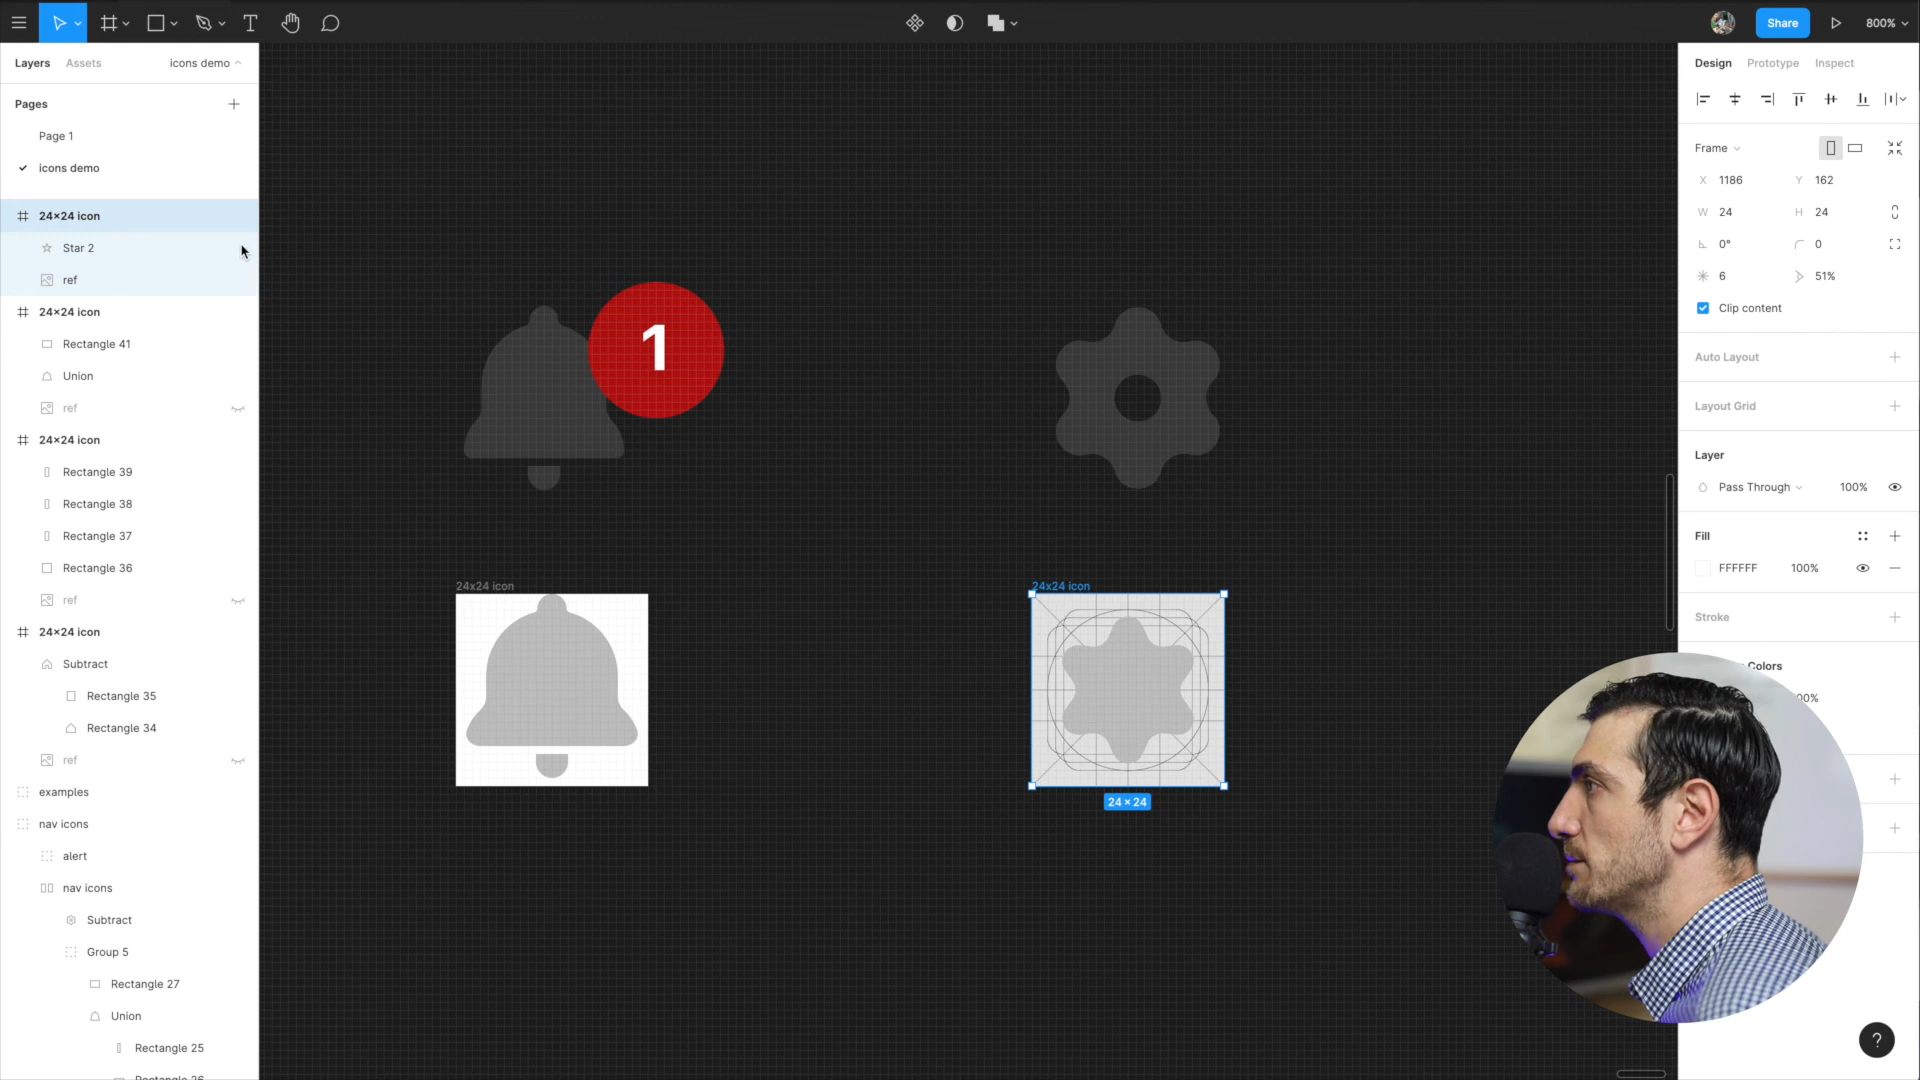 Share
800%
Layers
Assets
icons demo
Pages
Page 1
icons demo
24×24 icon
Star 2
ref
24×24 icon
Rectangle 41
Union
ref
24×24 icon
Rectangle 39
Rectangle 38
Rectangle 37
Rectangle 36
ref
24×24 icon
Subtract
Rectangle 35
Rectangle 34
ref
examples
nav icons
alert
nav icons
Subtract
Group 5
Rectangle 27
Union
Rectangle 25
1
24x24 icon
24x24 icon
24 × 24
Design
Prototype
Inspect
Frame
X 1186
Y 162
W 24
H 24
0°
0
6
51%
Clip content
Auto Layout
Layout Grid
Layer
Pass Through
100%
Fill
FFFFFF
100%
Stroke
Colors
?